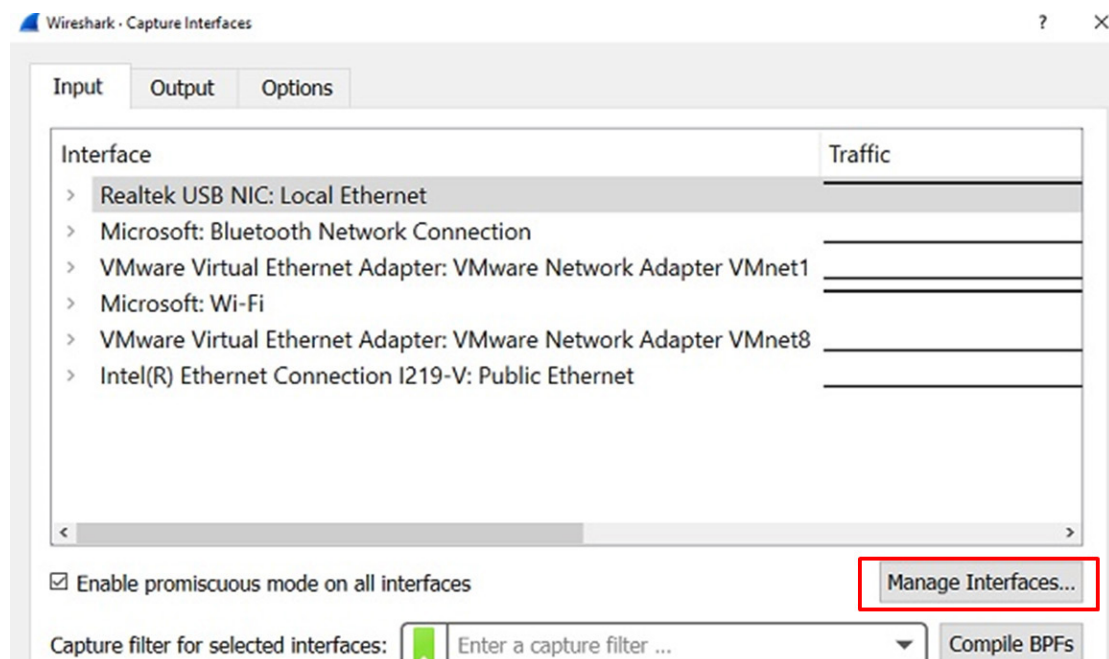 Wireshark · Capture Interfaces ? ×
Input Output Options
Interface Traffic
> Realtek USB NIC: Local Ethernet
> Microsoft: Bluetooth Network Connection
> VMware Virtual Ethernet Adapter: VMware Network Adapter VMnet1
> Microsoft: Wi-Fi
> VMware Virtual Ethernet Adapter: VMware Network Adapter VMnet8
> Intel(R) Ethernet Connection I219-V: Public Ethernet
Enable promiscuous mode on all interfaces Manage Interfaces...
Capture filter for selected interfaces: Enter a capture filter ... Compile BPFs